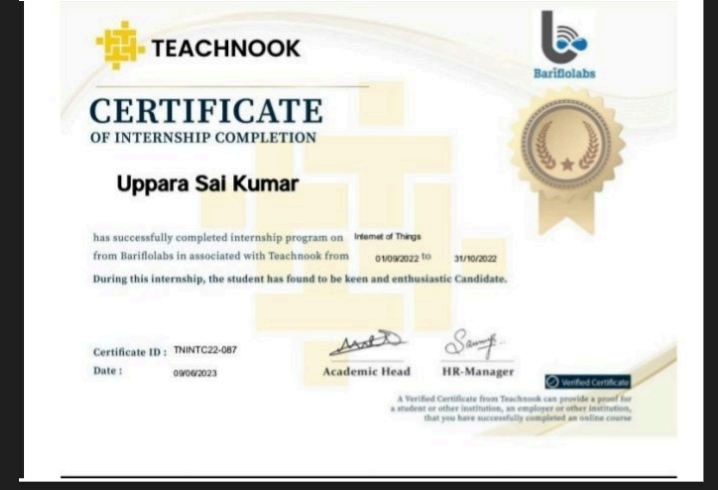 TEACHNOOK
Bariflolabs
CERTIFICATE
OF INTERNSHIP COMPLETION
Uppara Sai Kumar
has successfully completed internship program on Internet of Things
from Bariflolabs in associated with Teachnook from 01/09/2022 to 31/10/2022
During this internship, the student has found to be keen and enthusiastic Candidate.
Certificate ID : TNINTC22-087
Date : 09/06/2023
Academic Head
HR-Manager
Verified Certificate
A Verified Certificate from Teachnook can provide a proof for
a student or other institution, an employer or other institution,
that you have successfully completed an online course